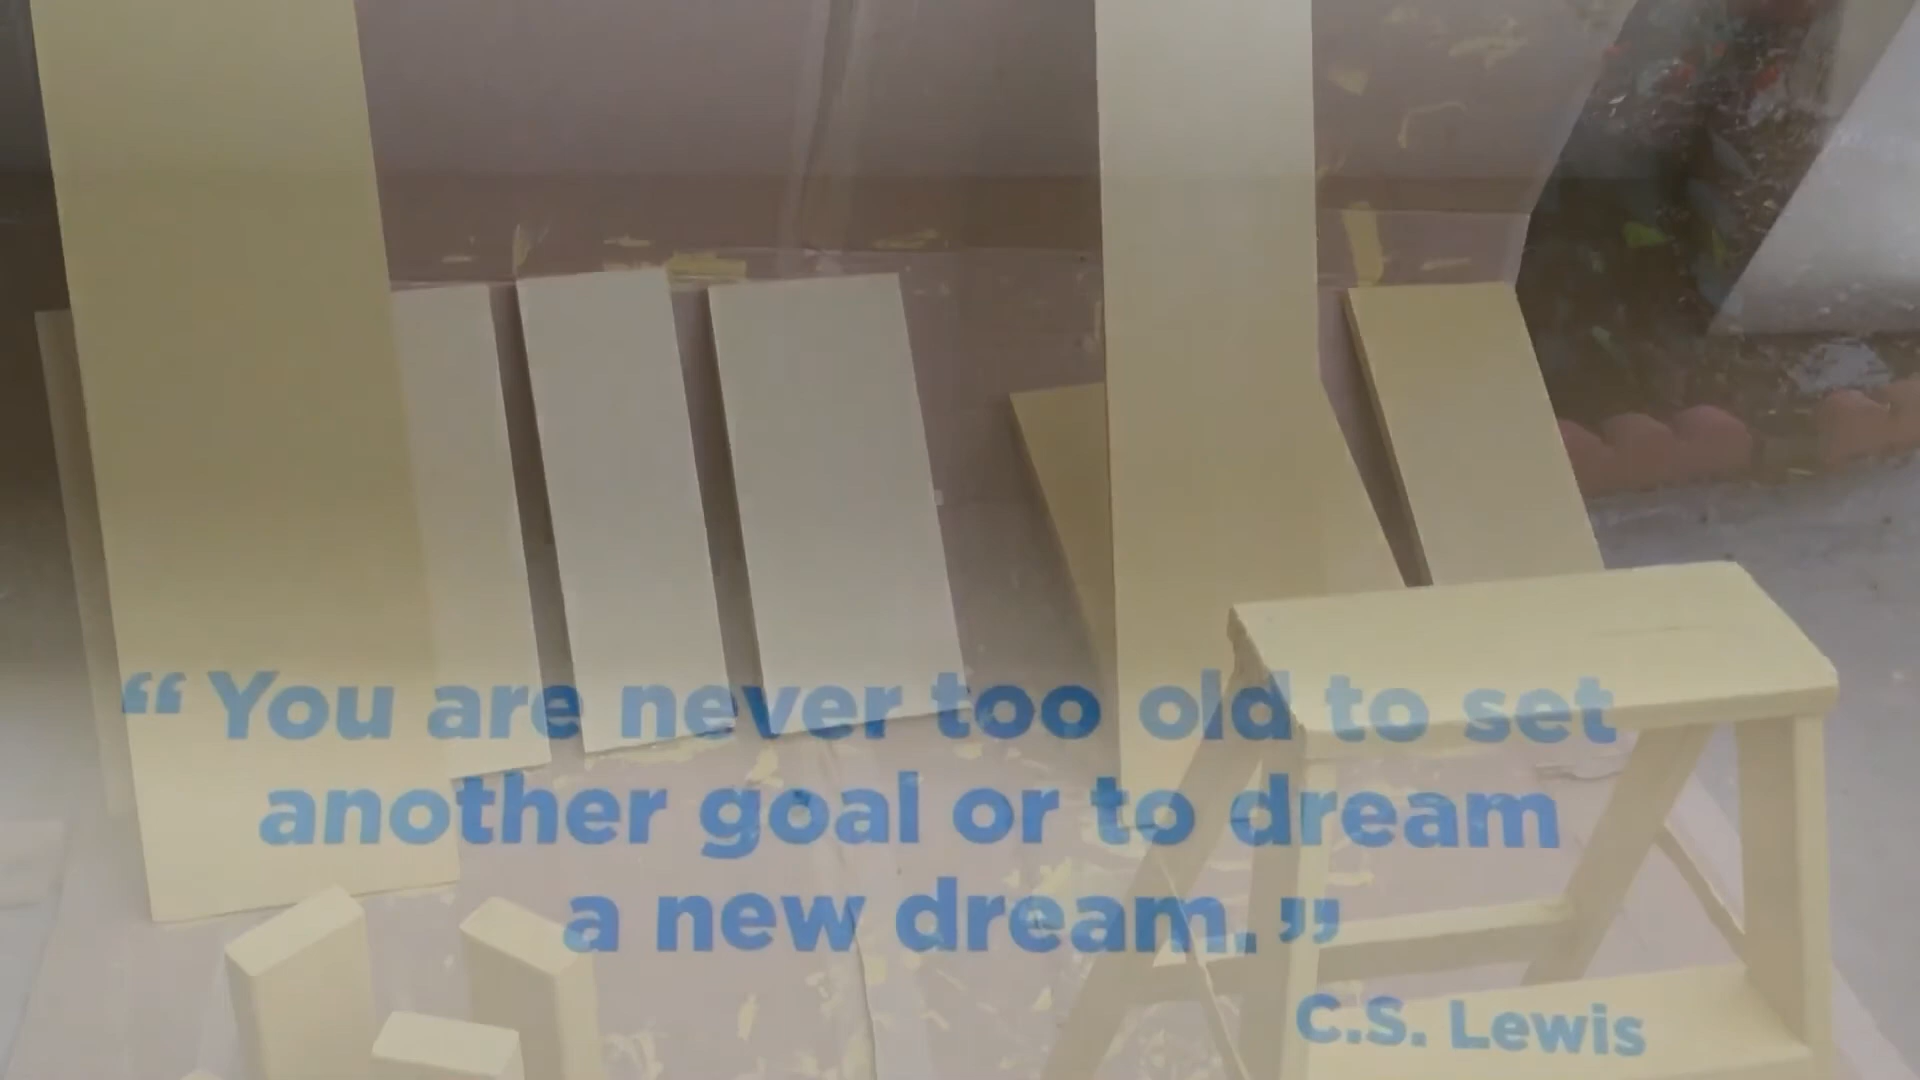 “You are never too old to set
another goal or to dream
a new dream.”
C.S. Lewis